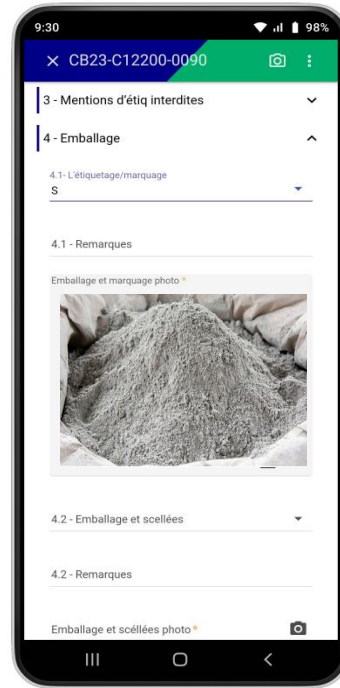 9:30
98%
CB23-C12200-0090
3 - Mentions d'étiq interdites
4 - Emballage
4.1- L'étiquetage/marquage
S
4.1 - Remarques
Emballage et marquage photo *
4.2 - Emballage et scellées
4.2 - Remarques
Emballage et scéllées photo *